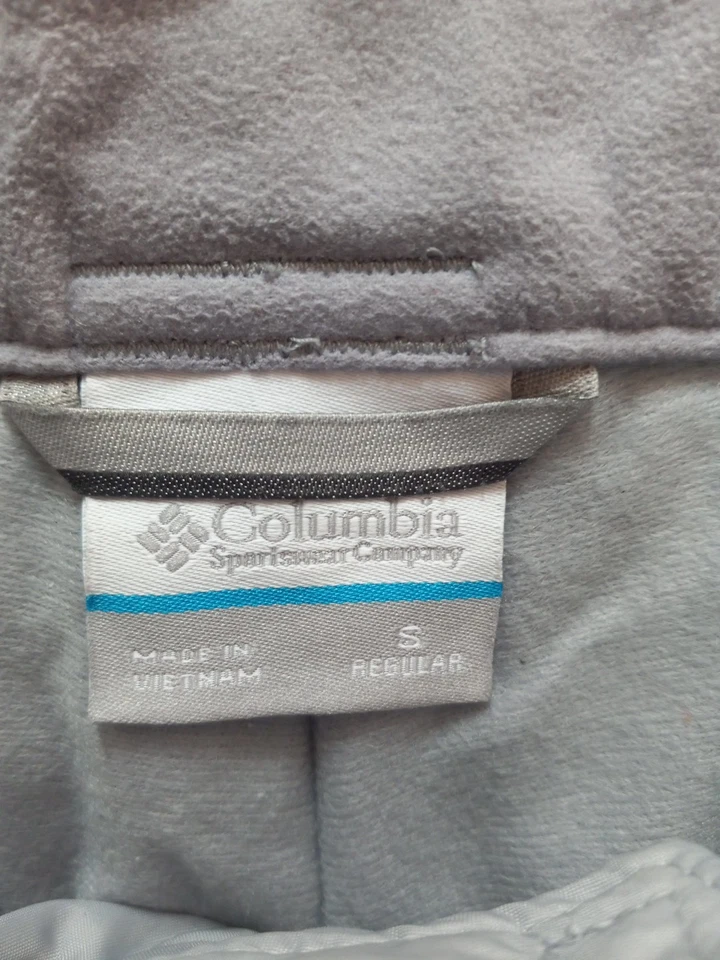 Columbia
Sportswear Company
MADE IN
VIETNAM
S
REGULAR